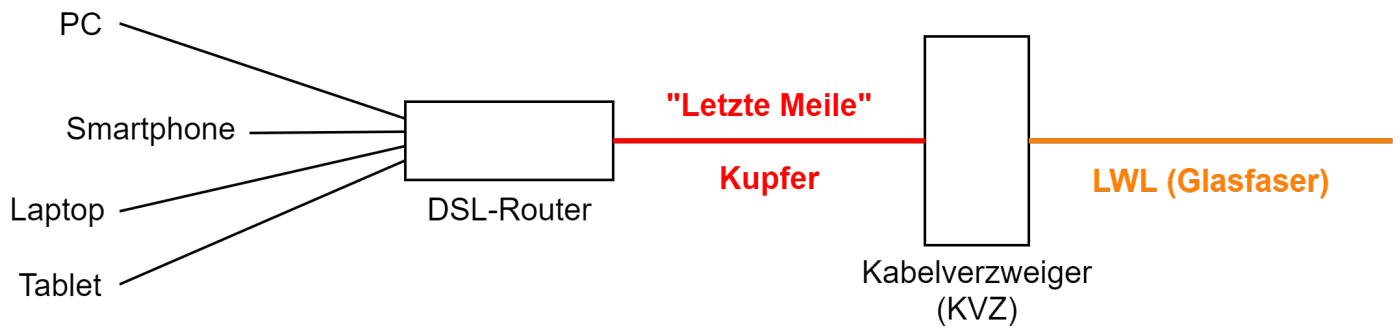 PC
Smartphone
Laptop
Tablet
DSL-Router
"Letzte Meile"
Kupfer
Kabelverzweiger
(KVZ)
LWL (Glasfaser)